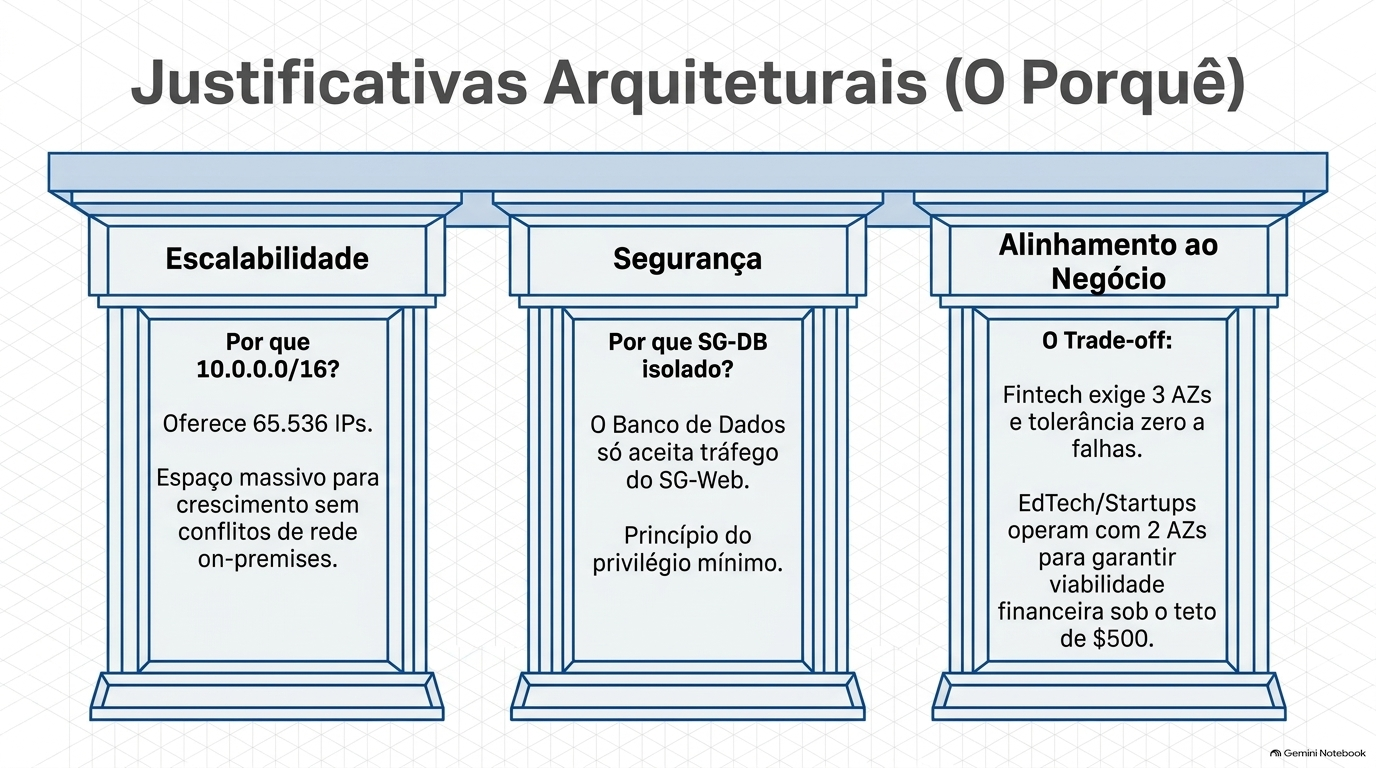 Justificativas Arquiteturais (O Porquê)
Escalabilidade
Por que
10.0.0.0/16?
Oferece 65.536 IPs.
Espaço massivo para
crescimento sem
conflitos de rede
on-premises.
Segurança
Por que SG-DB
isolado?
O Banco de Dados
só aceita tráfego
do SG-Web.
Princípio do
privilégio mínimo.
Alinhamento ao
Negócio
O Trade-off:
Fintech exige 3 AZs
e tolerância zero a
falhas.
EdTech/Startups
operam com 2 AZs
para garantir
viabilidade
financeira sob o teto
de $500.
Gemini Notebook